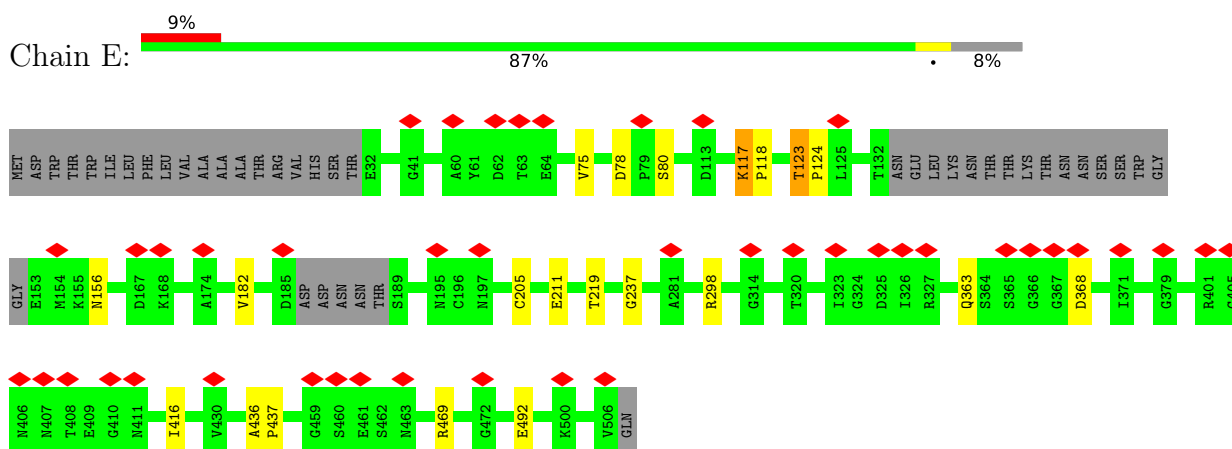 9%
Chain E:
87% • 8%
MET ASP TRP THR TRP ILE LEU PHE LEU VAL ALA ALA ALA THR ARG VAL HIS SER THR E32 G41 A60 Y61 D62 T63 E64 V75 D78 P79 S80 D113 K117 P118 T123 P124 L125 T132 ASN GLU LEU LYS ASN THR THR LYS THR ASN ASN SER SER TRP GLY
GLY E153 M154 K155 N156 D167 K168 A174 V182 D185 ASP ASP ASN ASN THR S189 N195 C196 N197 C205 E211 T219 G237 A281 R298 G314 T320 I323 G324 D325 I326 R327 Q363 S364 S365 G366 G367 D368 I371 G379 R401
N406 N407 T408 E409 G410 N411 I416 V430 A436 P437 G459 S460 E461 S462 N463 R469 G472 E492 K500 V506 GLN